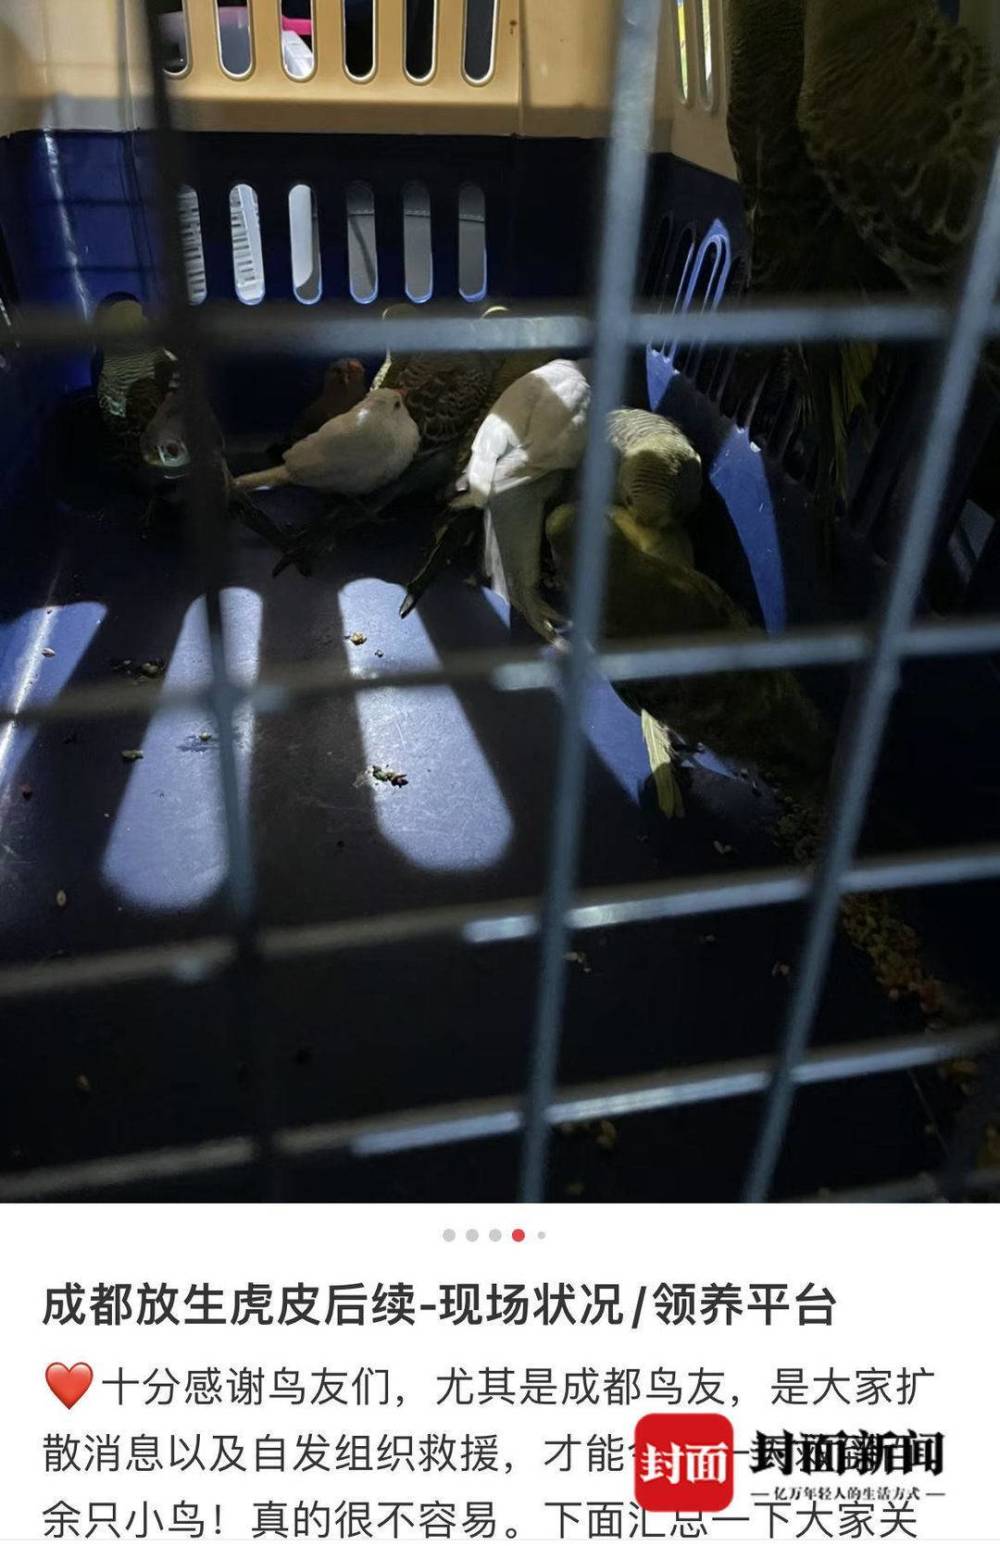 成都放生虎皮后续-现场状况/领养平台
❤️十分感谢鸟友们，尤其是成都鸟友，是大家扩
散消息以及自发组织救援，才能
封面
封面新闻
亿万年轻人的生活方式
余只小鸟！真的很不容易。下面汇总一下大家关